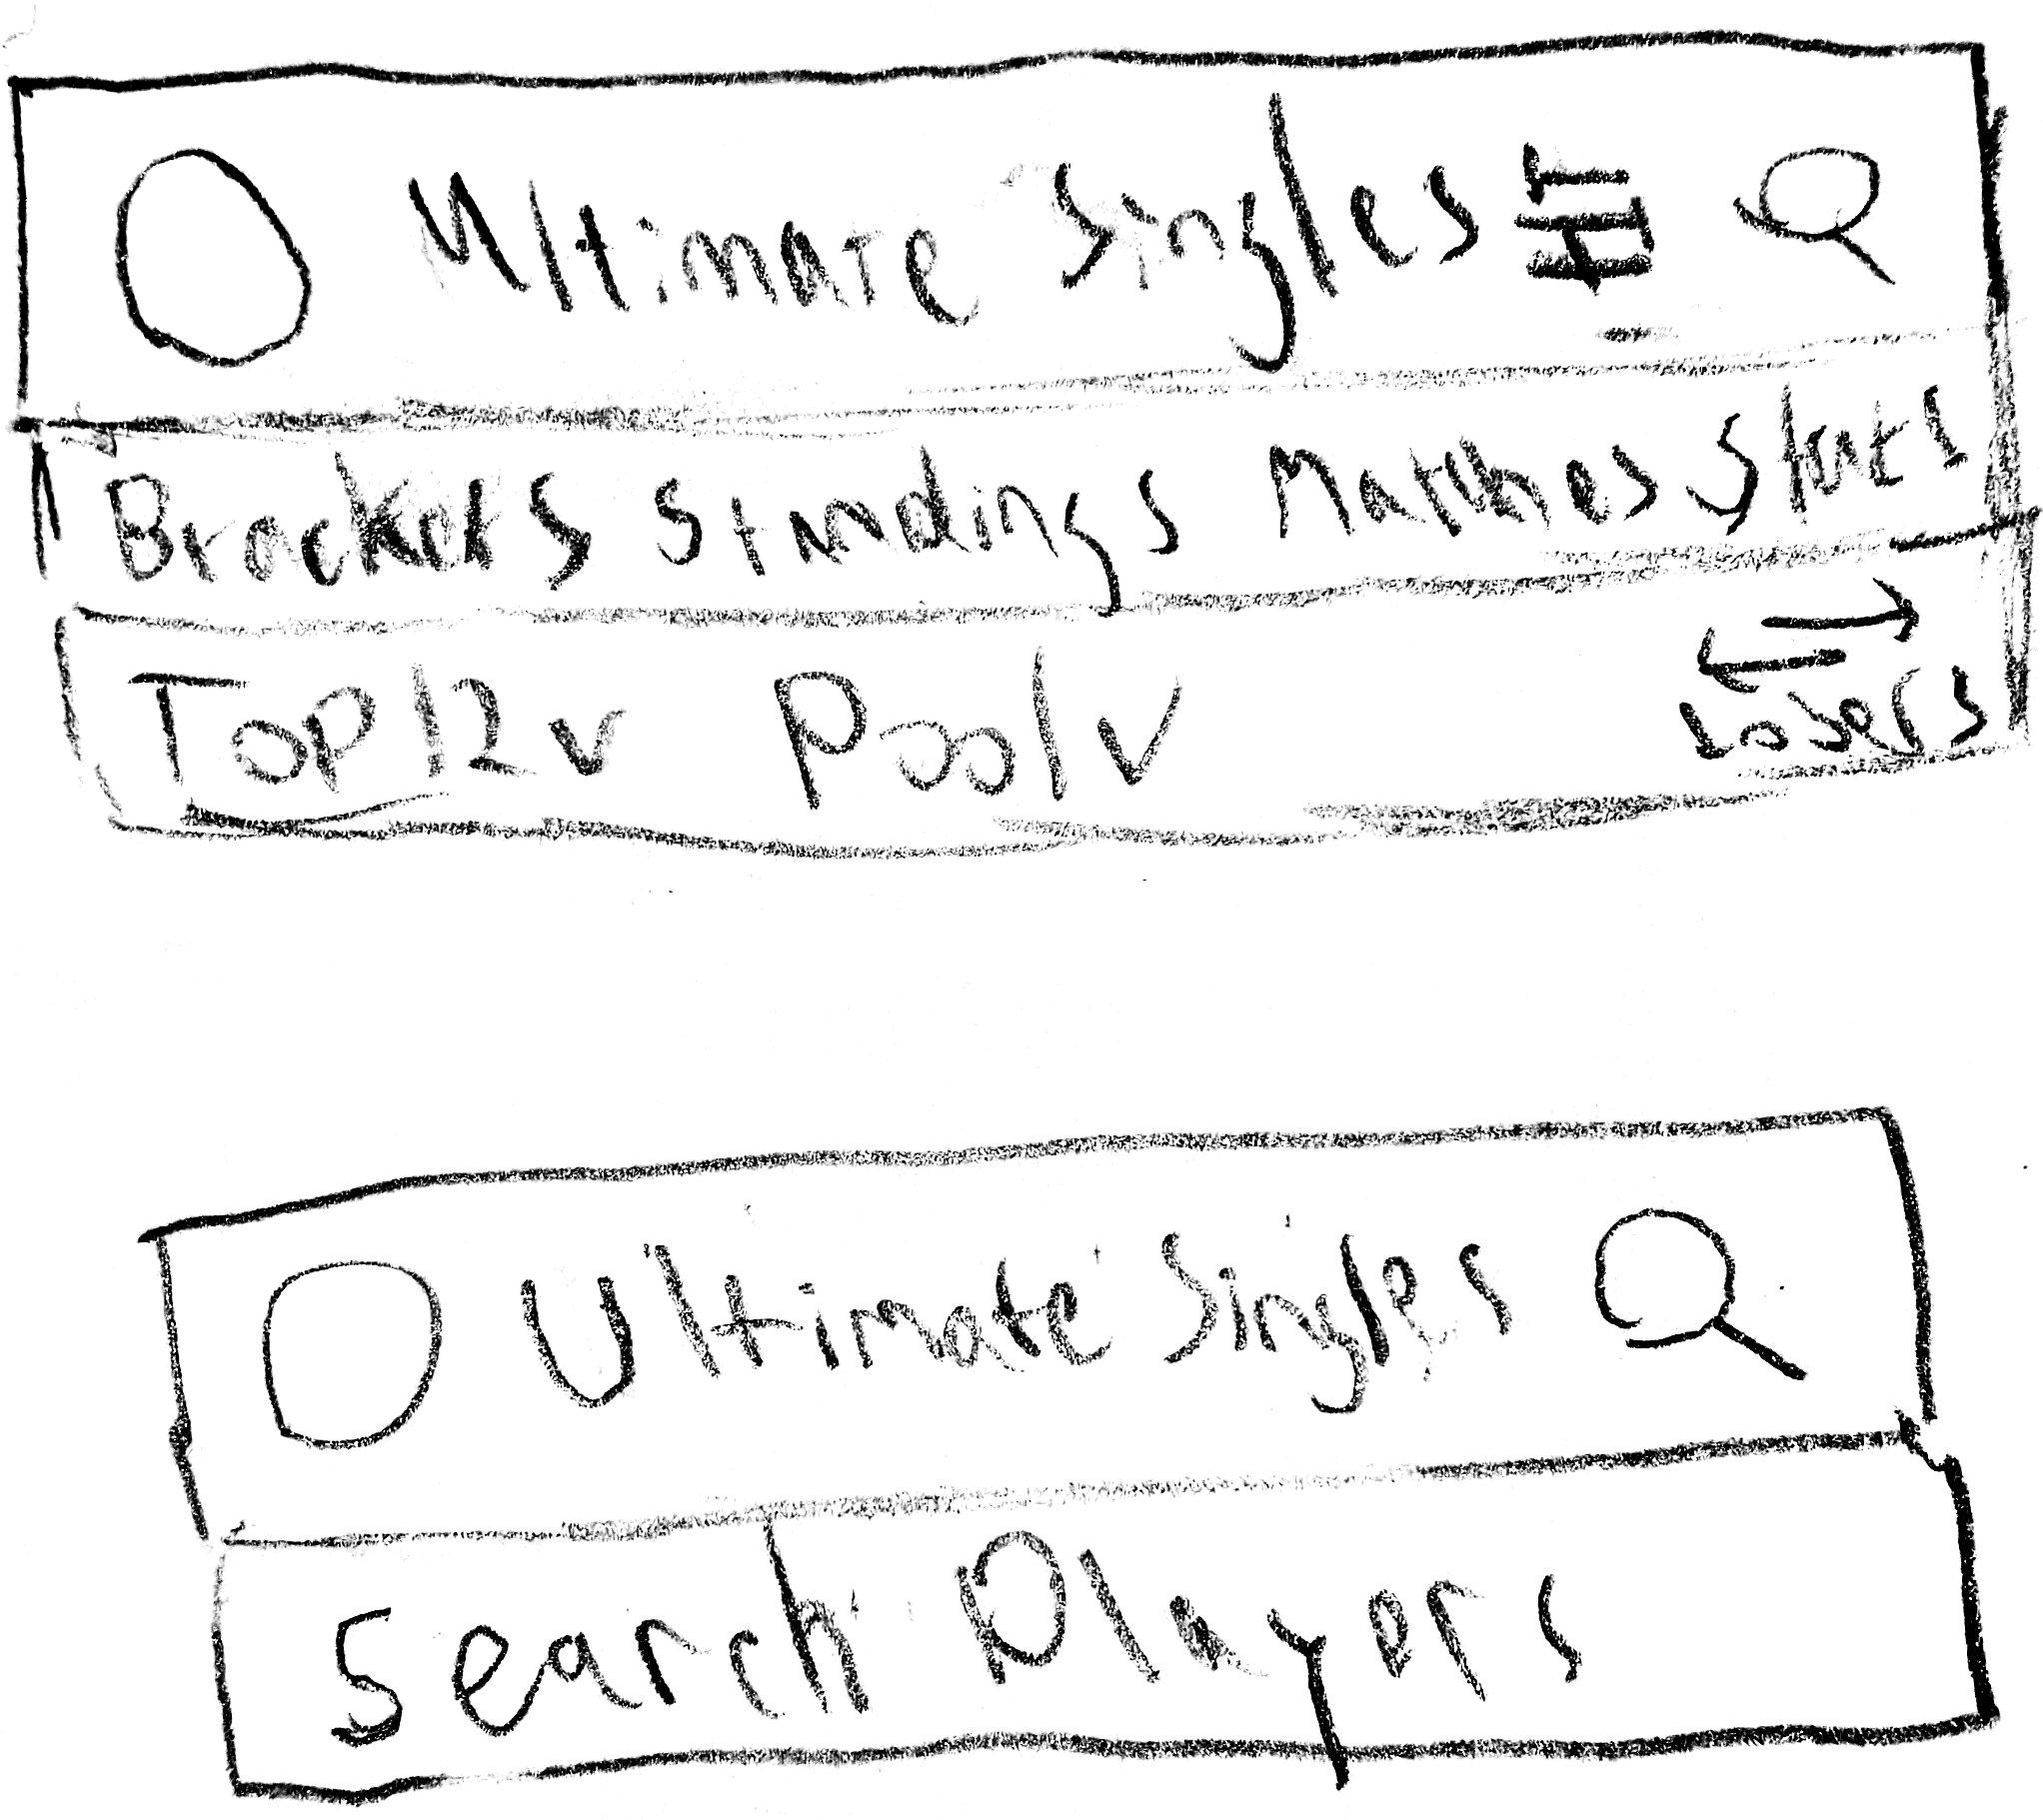 Ultimate Singles
Brackets Standings Matches Stats
Top 12 v Pool v
Losers
Ultimate Singles
Search Players